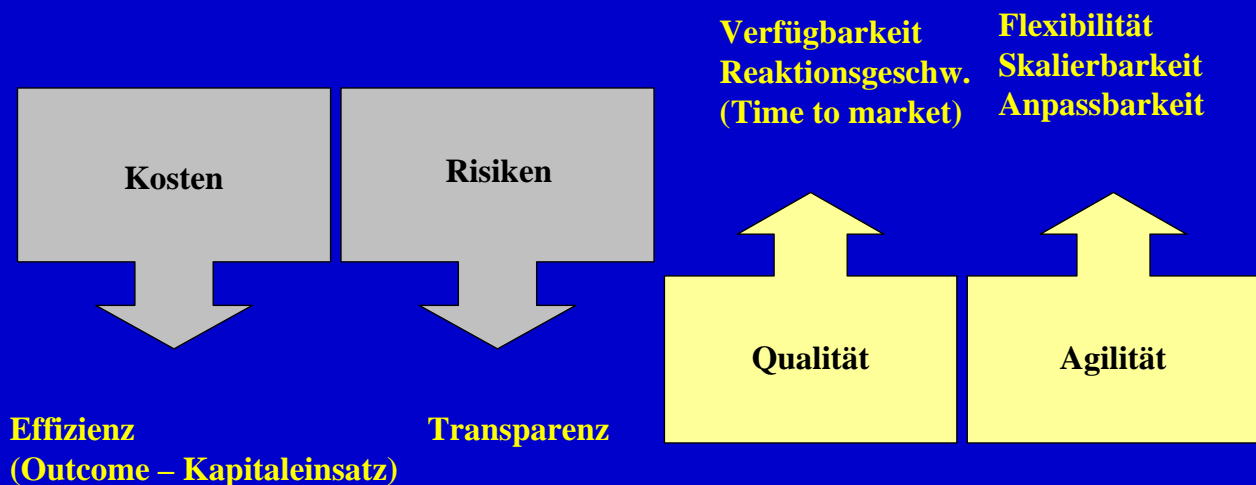 Verfügbarkeit
Reaktionsgeschw.
(Time to market)
Flexibilität
Skalierbarkeit
Anpassbarkeit
Kosten
Risiken
Qualität
Agilität
Effizienz
(Outcome – Kapitaleinsatz)
Transparenz